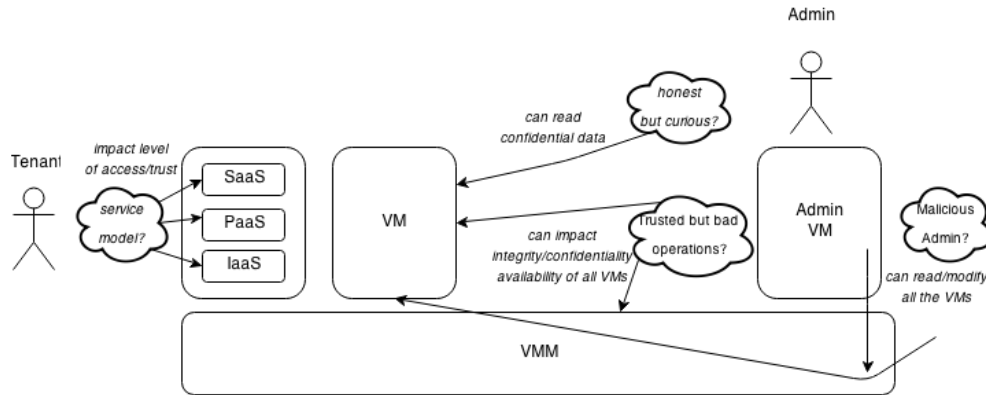 Admin
honest
but curious?
can read
confidential data
Tenant
impact level
of access/trust
SaaS
PaaS
IaaS
service
model?
VM
Trusted but bad
operations?
can impact
integrity/confidentiality
availability of all VMs
Admin
VM
Malicious
Admin?
can read/modify
all the VMs
VMM